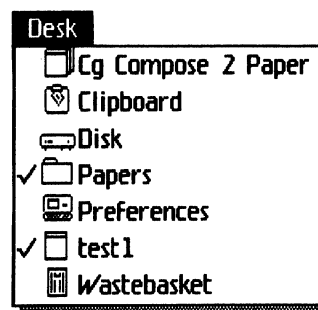 Desk
Cg Compose 2 Paper
Clipboard
Disk
Papers
Preferences
test1
Wastebasket